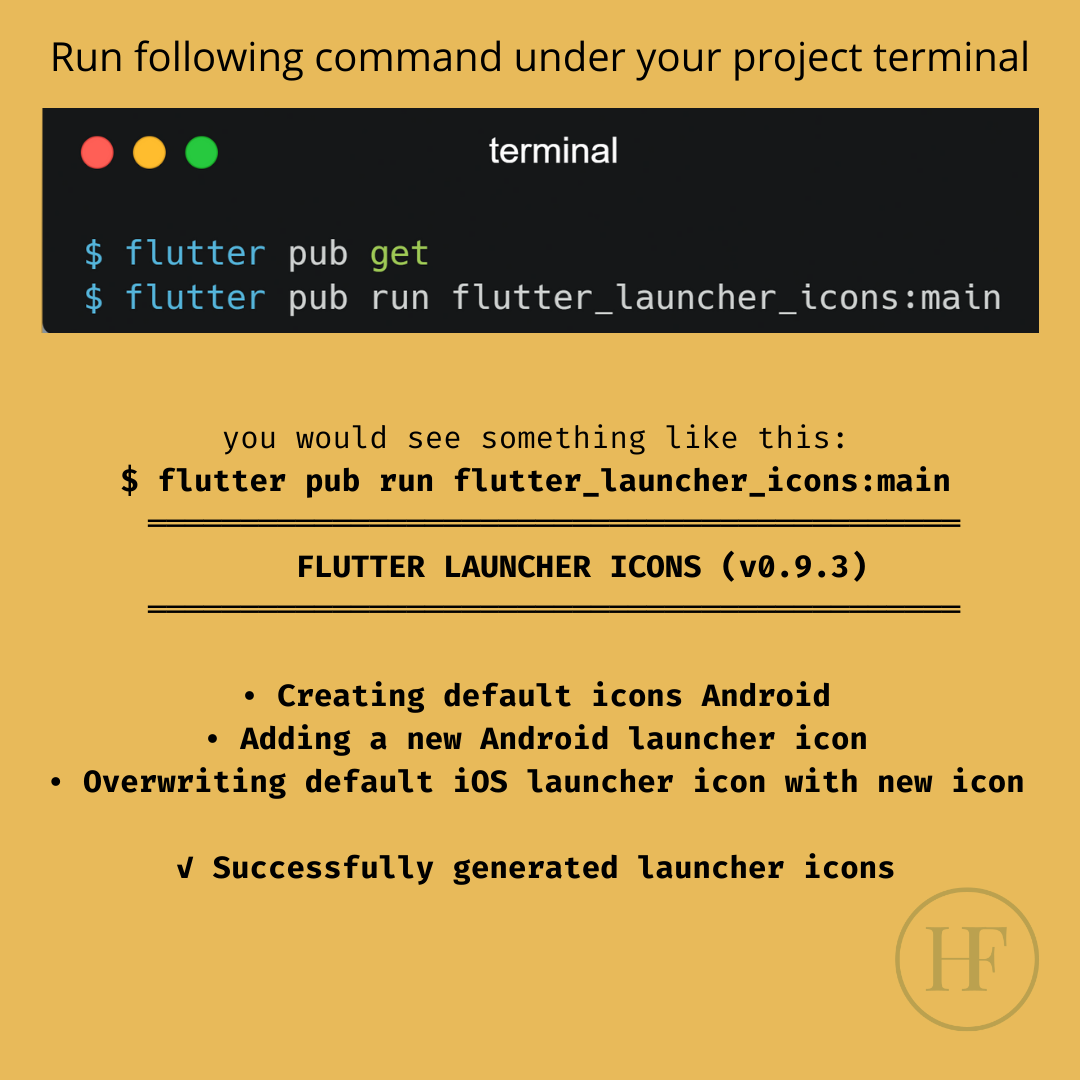 Run following command under your project terminal
terminal
$ flutter pub get
$ flutter pub run flutter_launcher_icons:main
you would see something like this:
$ flutter pub run flutter_launcher_icons:main
════════════════════════════════════════════
FLUTTER LAUNCHER ICONS (v0.9.3)
════════════════════════════════════════════
• Creating default icons Android
• Adding a new Android launcher icon
• Overwriting default iOS launcher icon with new icon
√ Successfully generated launcher icons
HF